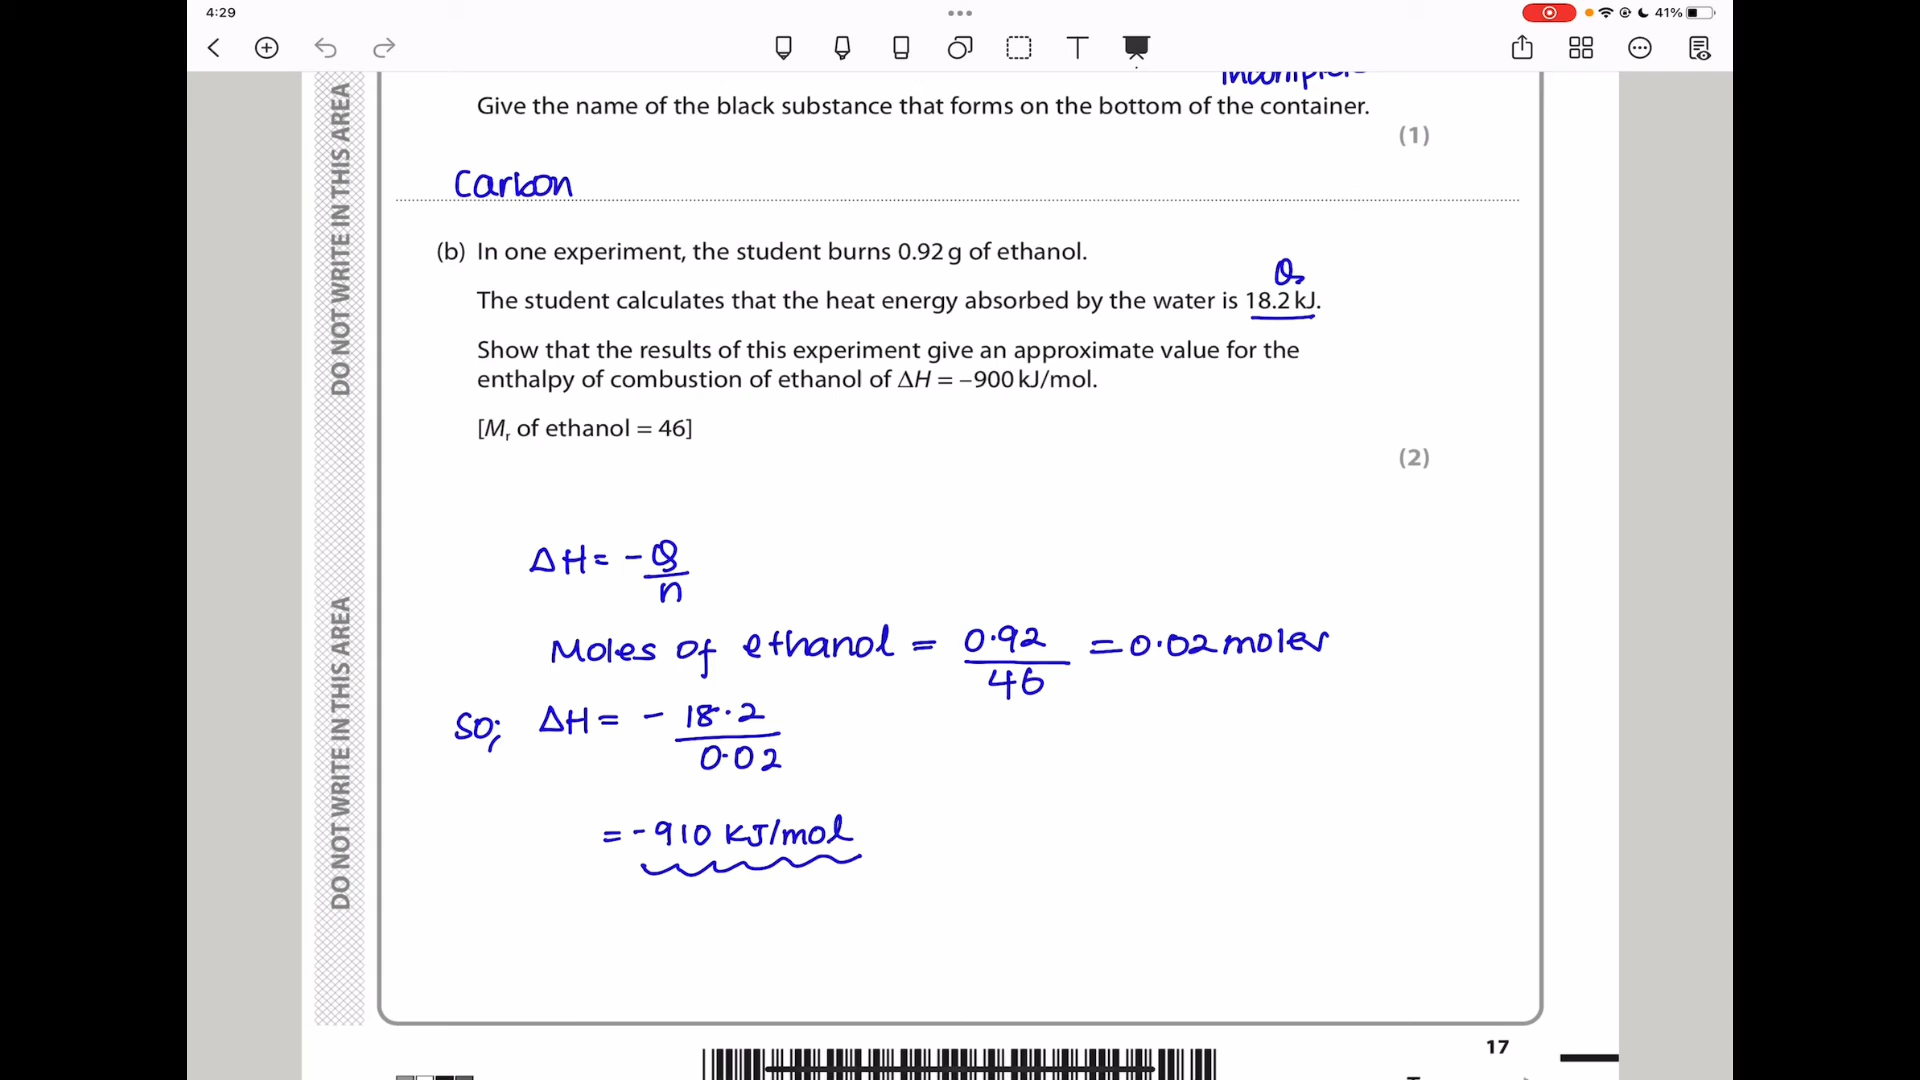 4:29
41%
Give the name of the black substance that forms on the bottom of the container.
(1)
Carbon
(b) In one experiment, the student burns 0.92 g of ethanol.
Q
The student calculates that the heat energy absorbed by the water is 18.2 kJ.
Show that the results of this experiment give an approximate value for the
enthalpy of combustion of ethanol of ΔH = –900 kJ/mol.
[Mr of ethanol = 46]
(2)
ΔH = - Q/n
Moles of ethanol = 0.92/46 = 0.02 moles
SO; ΔH = - 18.2/0.02
= -910 KJ/mol
DO NOT WRITE IN THIS AREA
DO NOT WRITE IN THIS AREA
17